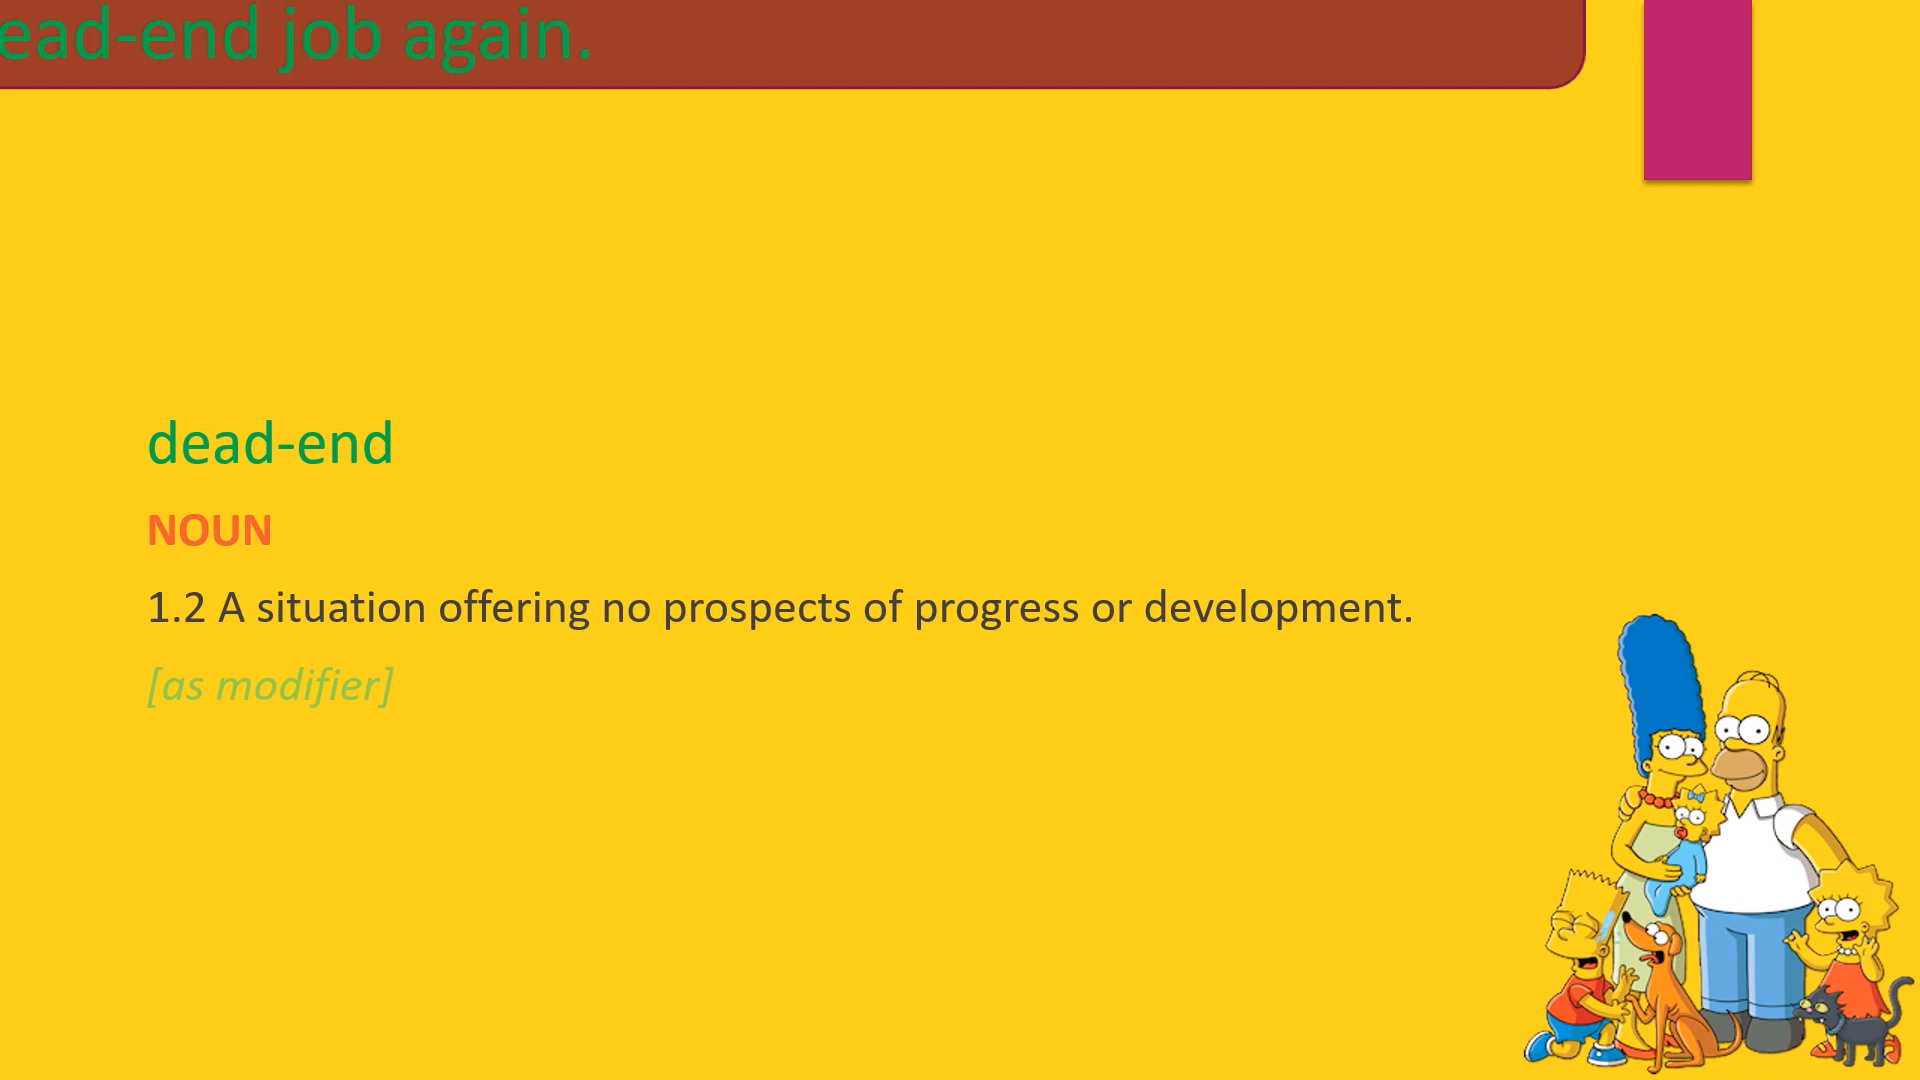 ead-end job again.
dead-end
NOUN
1.2 A situation offering no prospects of progress or development.
[as modifier]